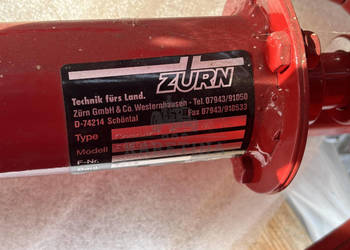 ZÜRN
Technik fürs Land.
Zürn GmbH & Co. Westernhausen - Tel. 07943/91050
D-74214 Schöntal Fax 07943/910533
Type
Modell
F-Nr.